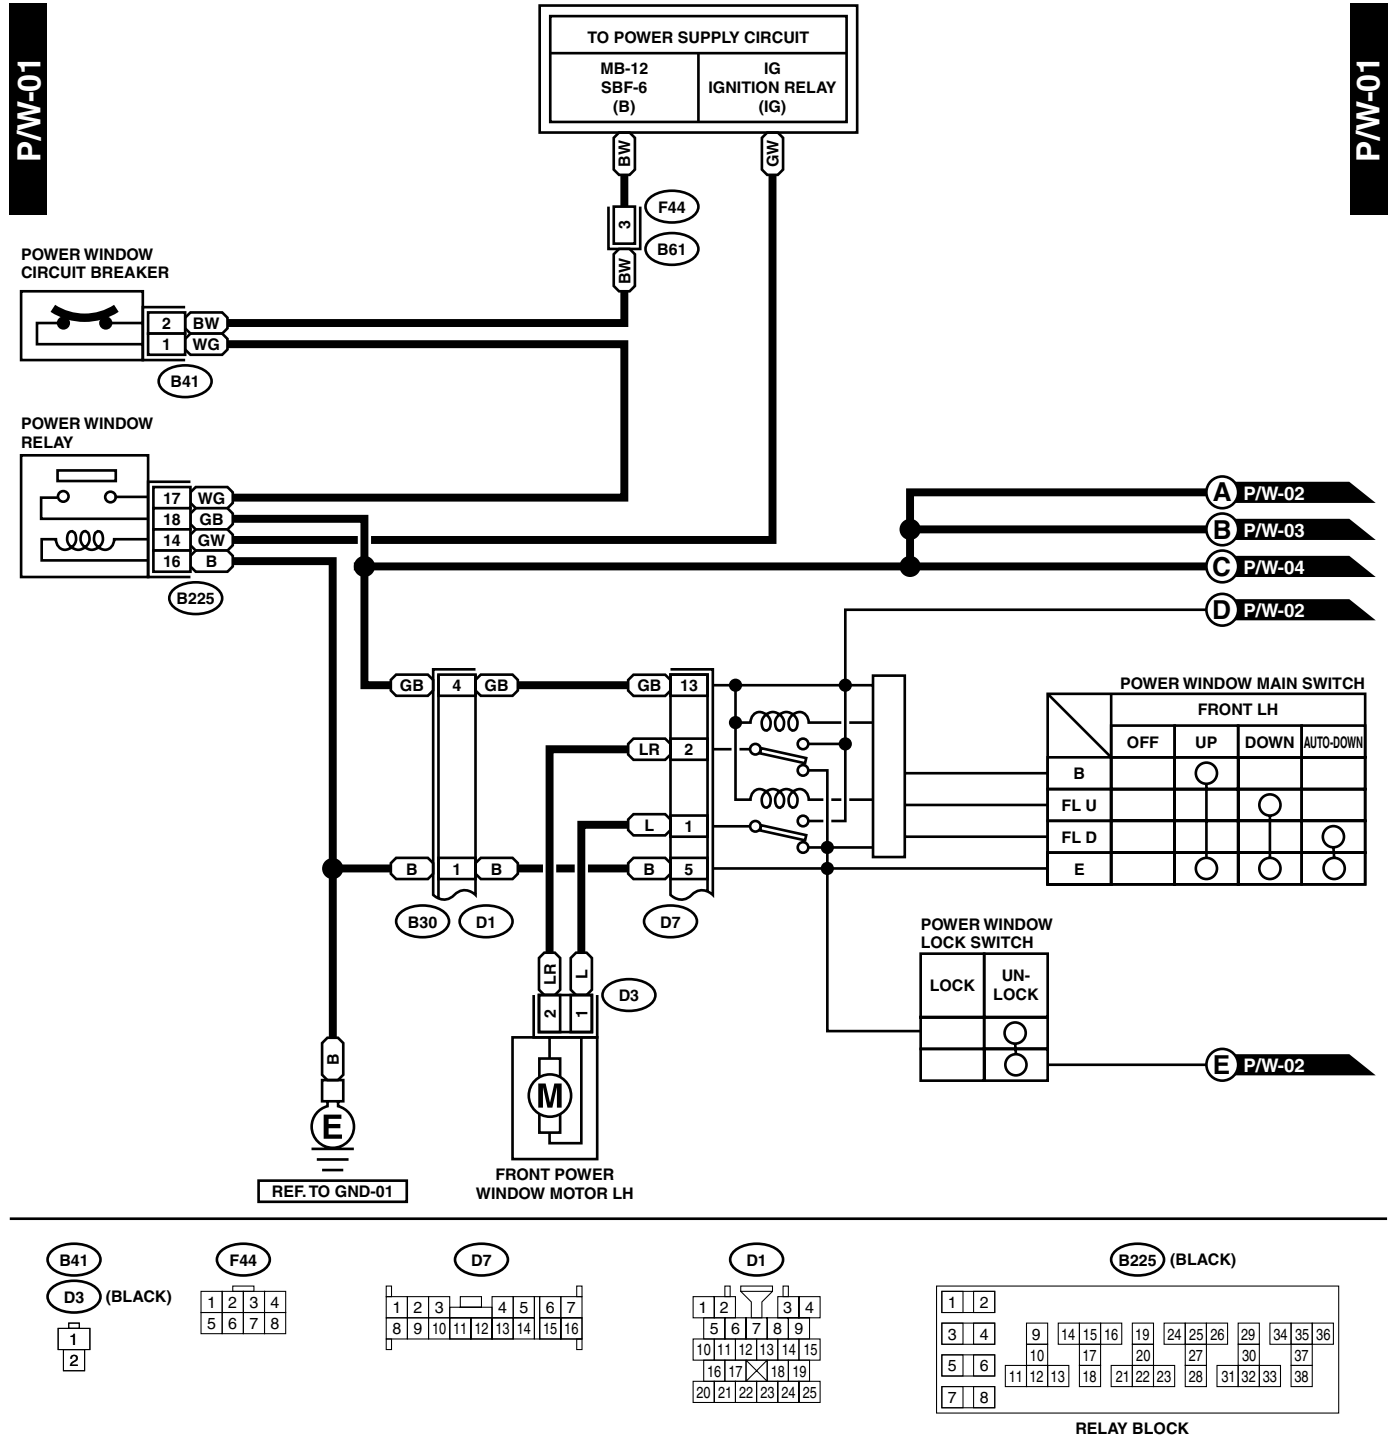 P/W-01
P/W-01
TO POWER SUPPLY CIRCUIT
MB-12
SBF-6
(B)
IG
IGNITION RELAY
(IG)
BW
GW
3
F44
B61
BW
POWER WINDOW
CIRCUIT BREAKER
2 BW
1 WG
B41
POWER WINDOW
RELAY
17 WG
18 GB
14 GW
16 B
B225
A P/W-02
B P/W-03
C P/W-04
D P/W-02
GB 4 GB GB 13
LR 2
L 1
B 1 B B 5
B30 D1 D7
POWER WINDOW MAIN SWITCH
FRONT LH
OFF UP DOWN AUTO-DOWN
B
FL U
FL D
E
POWER WINDOW
LOCK SWITCH
LOCK
UN-
LOCK
E P/W-02
LR L
2 1
D3
M
FRONT POWER
WINDOW MOTOR LH
B
E
REF. TO GND-01
B41
D3 (BLACK)
1
2
F44
1 2 3 4
5 6 7 8
D7
1 2 3 4 5 6 7
8 9 10 11 12 13 14 15 16
D1
1 2 3 4
5 6 7 8 9
10 11 12 13 14 15
16 17 18 19
20 21 22 23 24 25
B225 (BLACK)
1 2
3 4 9 14 15 16 19 24 25 26 29 34 35 36
10 17 20 27 30 37
5 6 11 12 13 18 21 22 23 28 31 32 33 38
7 8
RELAY BLOCK